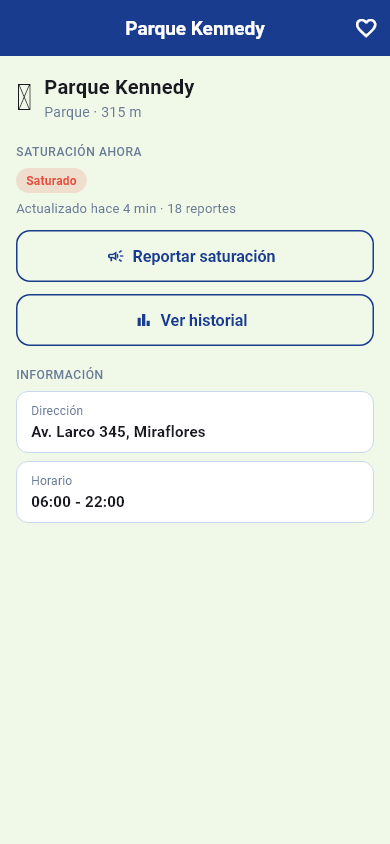 Parque Kennedy
Parque Kennedy
Parque · 315 m
SATURACIÓN AHORA
Saturado
Actualizado hace 4 min · 18 reportes
Reportar saturación
Ver historial
INFORMACIÓN
Dirección
Av. Larco 345, Miraflores
Horario
06:00 - 22:00